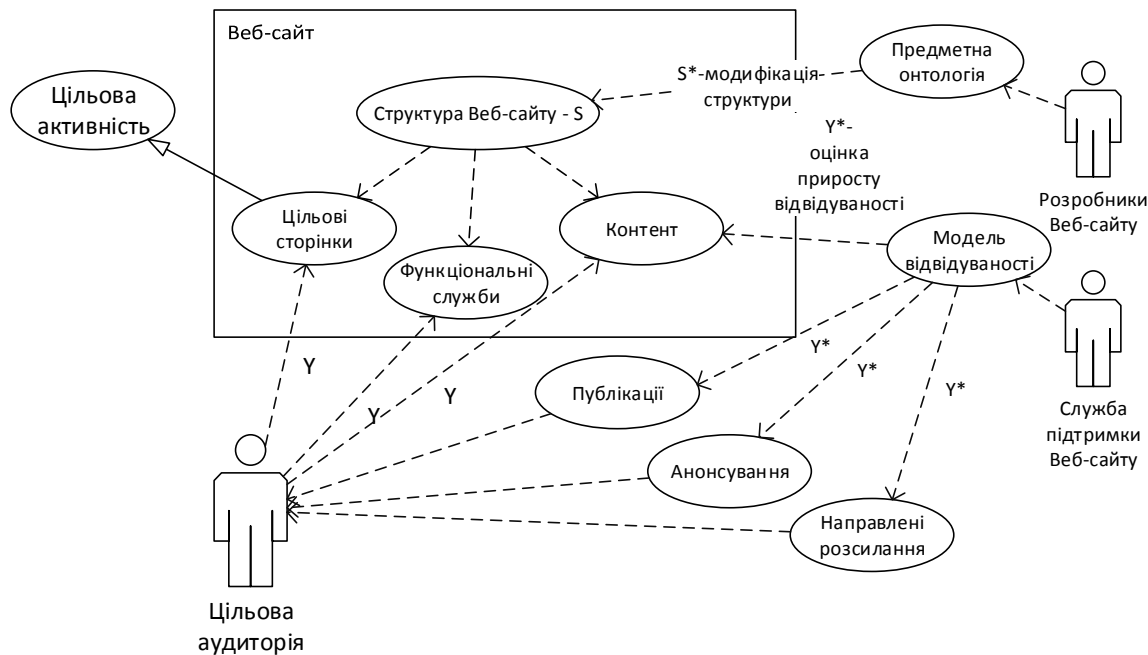 Веб-сайт
Предметна
онтологія
S*-модифікація-
структури
Цільова
активність
Структура Веб-сайту - S
Y*-
оцінка
приросту
відвідуваності
Розробники
Веб-сайту
Цільові
сторінки
Контент
Модель
відвідуваності
Функціональні
служби
Y*
Y*
Y*
Y
Y
Y
Публікації
Служба
підтримки
Веб-сайту
Анонсування
Направлені
розсилання
Цільова
аудиторія